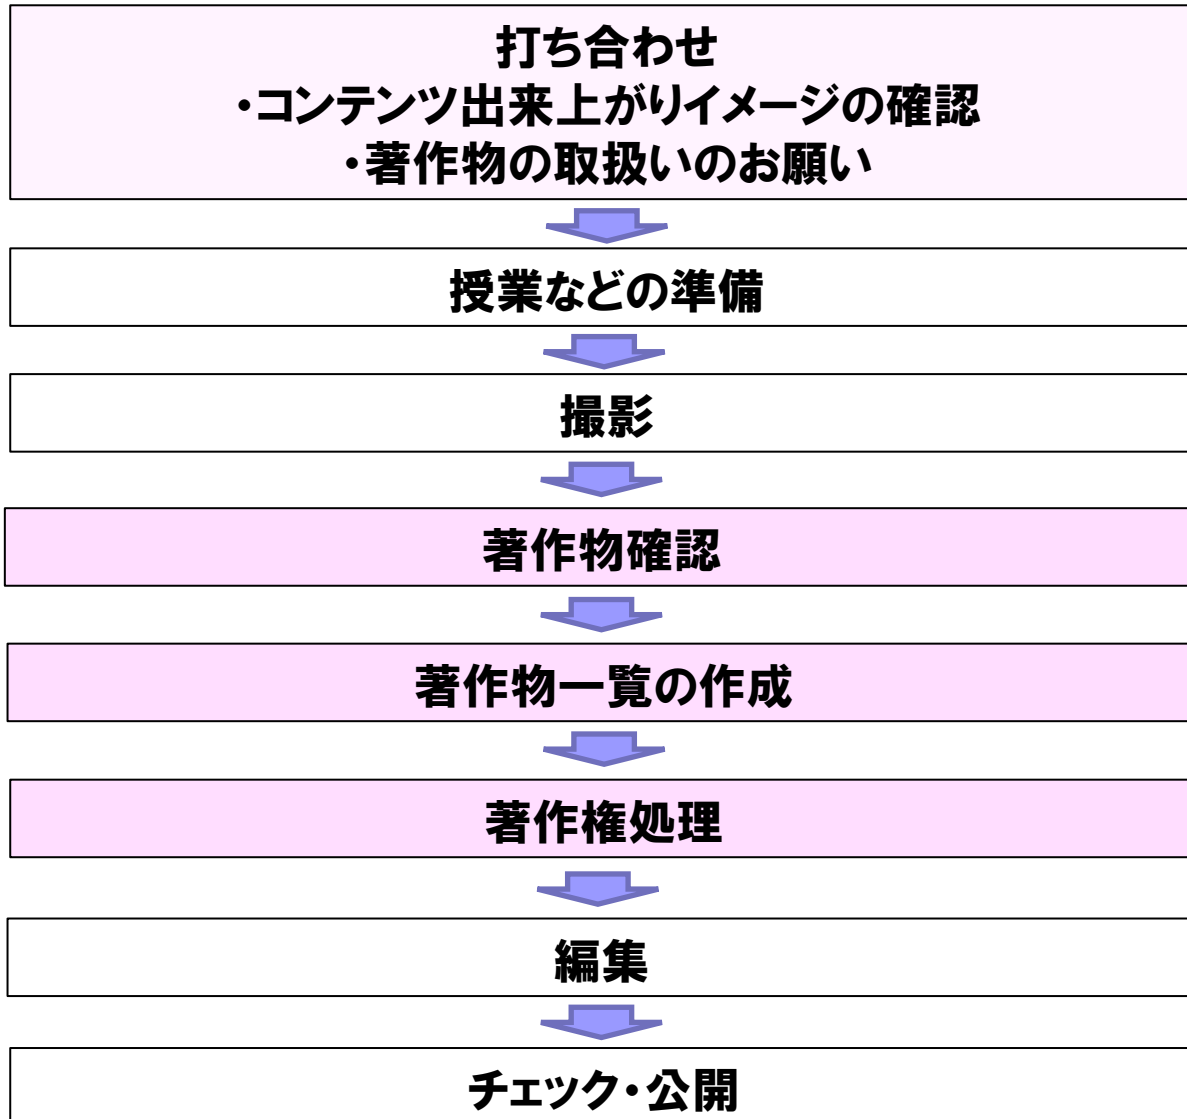 打ち合わせ
・コンテンツ出来上がりイメージの確認
・著作物の取扱いのお願い
授業などの準備
撮影
著作物確認
著作物一覧の作成
著作権処理
編集
チェック・公開